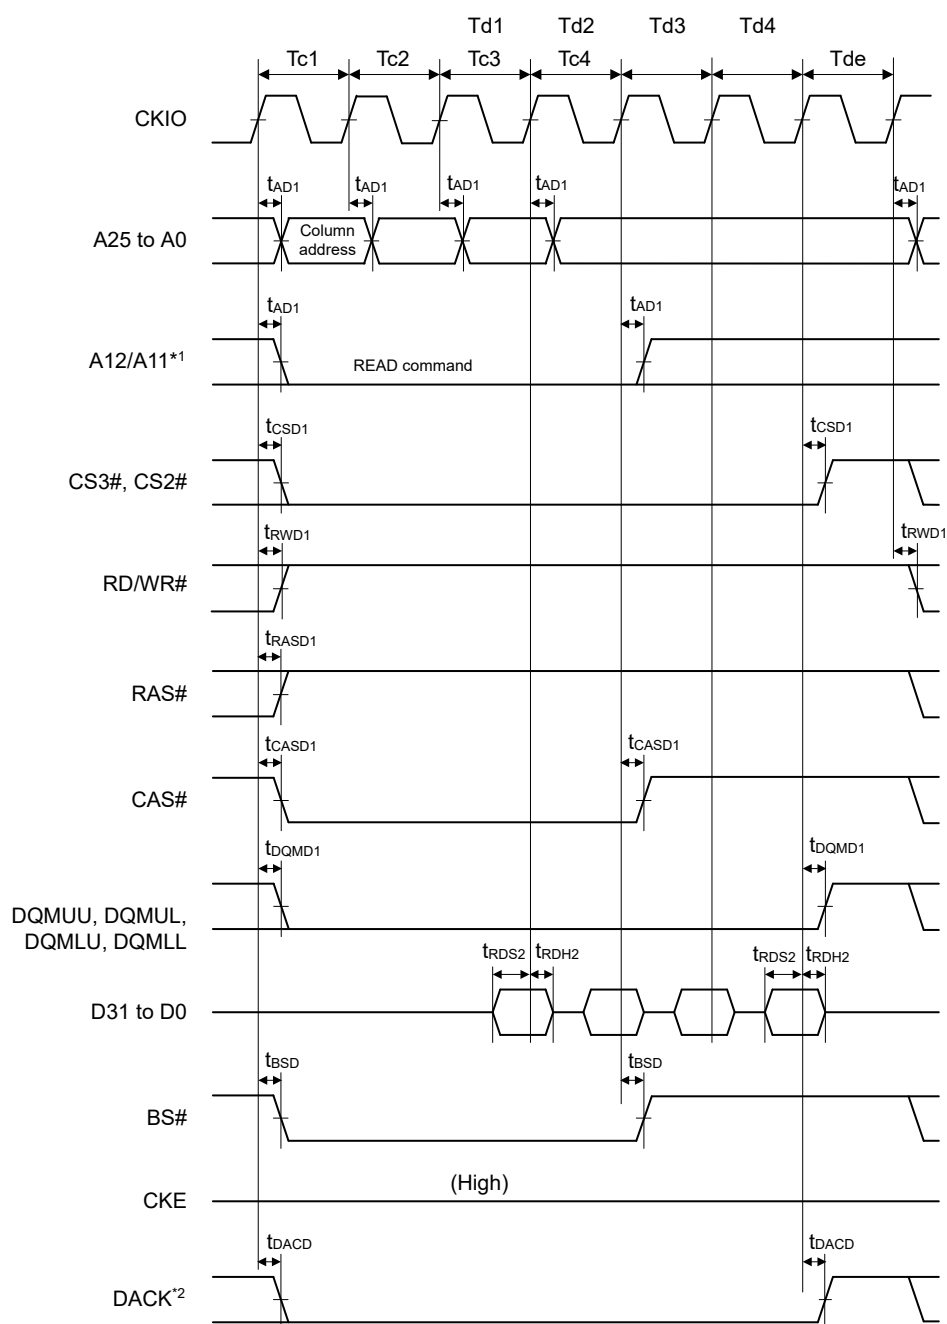 Td1 Td2 Td3 Td4
Tc1 Tc2 Tc3 Tc4 Tde
CKIO
tAD1 tAD1 tAD1 tAD1 tAD1
A25 to A0
Column
address
tAD1 tAD1
A12/A11*1
READ command
tCSD1 tCSD1
CS3#, CS2#
tRWD1 tRWD1
RD/WR#
tRASD1
RAS#
tCASD1 tCASD1
CAS#
tDQMD1 tDQMD1
DQMUU, DQMUL,
DQMLU, DQMLL
tRDS2 tRDH2 tRDS2 tRDH2
D31 to D0
tBSD tBSD
BS#
(High)
CKE
tDACD tDACD
DACK*2